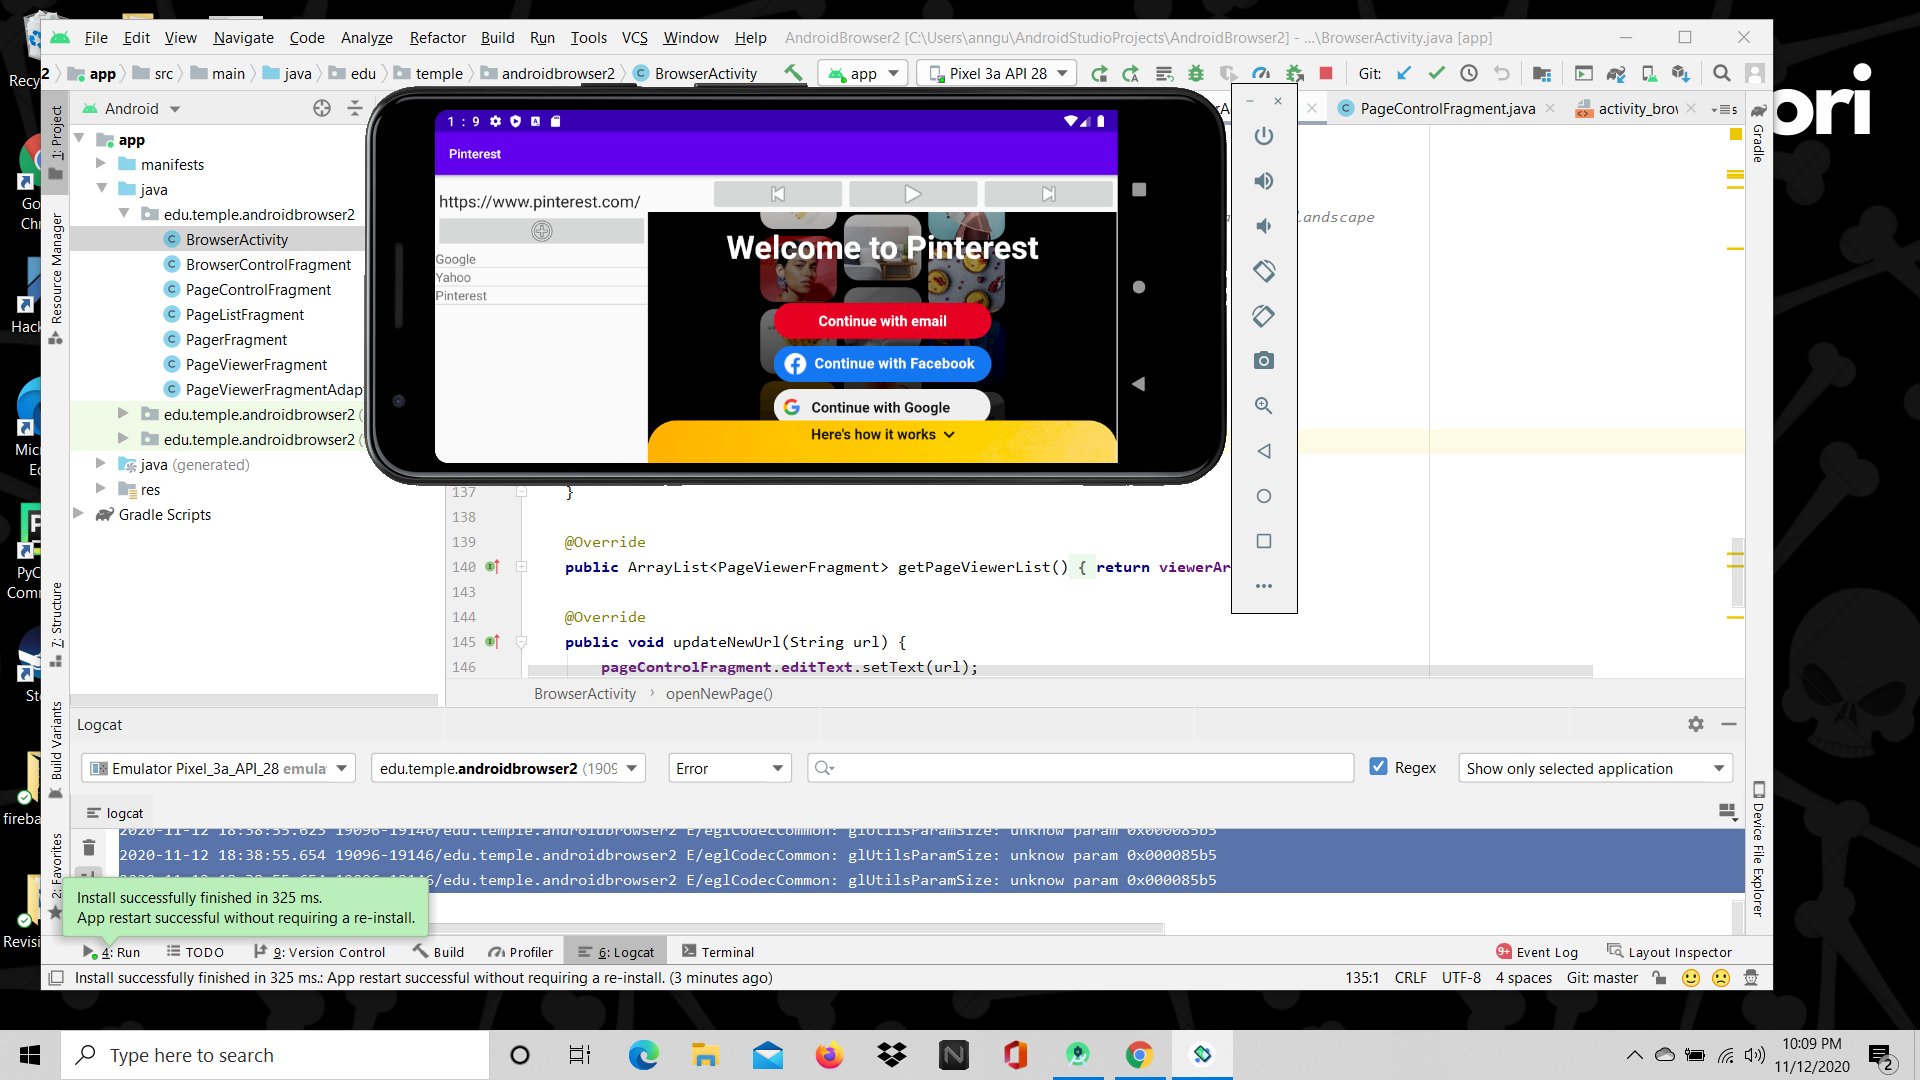 File Edit View Navigate Code Analyze Refactor Build Run Tools VCS Window Help AndroidBrowser2 [C:\Users\anngu\AndroidStudioProjects\AndroidBrowser2] - ...\BrowserActivity.java [app]
2 app src main java edu temple androidbrowser2 BrowserActivity app Pixel 3a API 28 Git:
Android PageControlFragment.java activity_brov 5
ori
1: Project
Resource Manager
7: Structure
Build Variants
2: Favorites
Gradle
Device File Explorer
app
manifests
java
edu.temple.androidbrowser2
BrowserActivity
BrowserControlFragment
PageControlFragment
PageListFragment
PagerFragment
PageViewerFragment
PageViewerFragmentAdap
edu.temple.androidbrowser2 (
edu.temple.androidbrowser2 (
java (generated)
res
Gradle Scripts
1 : 9
Pinterest
https://www.pinterest.com/
Google
Yahoo
Pinterest
Welcome to Pinterest
Continue with email
Continue with Facebook
Continue with Google
Here's how it works
landscape
137 }
138
139 @Override
140 public ArrayList<PageViewerFragment> getPageViewerList() { return viewerAr
143
144 @Override
145 public void updateNewUrl(String url) {
146 pageControlFragment.editText.setText(url);
BrowserActivity › openNewPage()
Logcat
Emulator Pixel_3a_API_28 emula edu.temple.androidbrowser2 (1909 Error Regex Show only selected application
logcat
2020-11-12 18:38:55.623 19096-19146/edu.temple.androidbrowser2 E/eglCodecCommon: glUtilsParamSize: unknow param 0x000085b5
2020-11-12 18:38:55.654 19096-19146/edu.temple.androidbrowser2 E/eglCodecCommon: glUtilsParamSize: unknow param 0x000085b5
6/edu.temple.androidbrowser2 E/eglCodecCommon: glUtilsParamSize: unknow param 0x000085b5
Install successfully finished in 325 ms.
App restart successful without requiring a re-install.
4: Run TODO 9: Version Control Build Profiler 6: Logcat Terminal 9+ Event Log Layout Inspector
Install successfully finished in 325 ms.: App restart successful without requiring a re-install. (3 minutes ago) 135:1 CRLF UTF-8 4 spaces Git: master
Recy
Go
Chr
Hack
Micr
Ec
PyC
Comm
St
fireba
Revisi
Type here to search
10:09 PM
11/12/2020
2